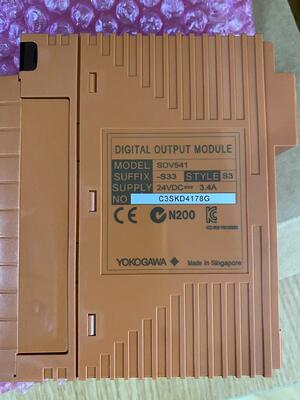 DIGITAL OUTPUT MODULE
MODEL SDV541
SUFFIX -S33 STYLE S3
SUPPLY 24VDC 3.4A
NO C3SKD4178G
CE N200
YOKOGAWA Made in Singapore